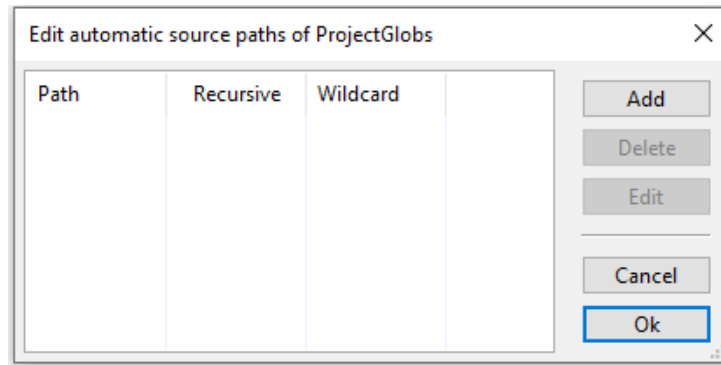 Edit automatic source paths of ProjectGlobs
Path Recursive Wildcard
Add
Delete
Edit
Cancel
Ok